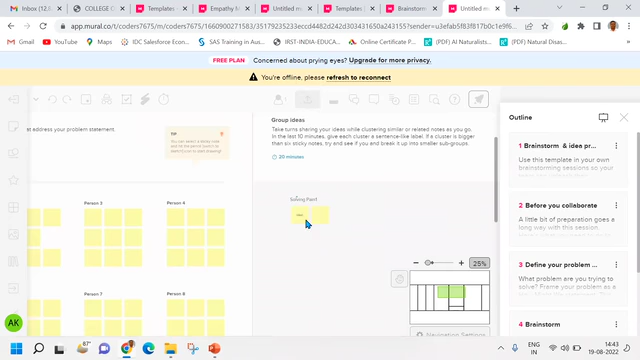 Inbox (12,5
COLLEGE C
Templates
Empathy M
Untitled m
Templates
Brainstorm
Untitled m
app.mural.co/t/coders7675/m/coders7675/1660900271583/35179235371eccd4482d242d303431650a243155?sender=u3efab5f83f817b0c1e9f6...
Gmail
YouTube
Maps
IDC Salesforce Econ...
SAS Training in Aus...
IRST-INDIA-EDUCA...
Online Certificate P...
(PDF) AI Naturalists...
(PDF) Natural Disas...
FREE PLAN Concerned about prying eyes? Upgrade for more privacy.
You're offline, please refresh to reconnect
st address your problem statement
TIP
Group ideas
Take turns sharing your ideas while clustering similar or related notes as you go.
In the last 10 minutes, give each cluster a sentence-like label. If a cluster is bigger
than six sticky notes, try and see if you and break it up into smaller sub-groups.
20 minutes
Person 3
Person 4
Person 7
Person 8
Solving Part1
Outline
1 Brainstorm & idea pr...
Use this template in your own
brainstorming sessions so your
2 Before you collaborate
A little bit of preparation goes a
long way with this session.
3 Define your problem ...
What problem are you trying to
solve? Frame your problem as
4 Brainstorm
25%
Navigation Settings
AK
87°
ENG
IN
14:43
19-08-2022